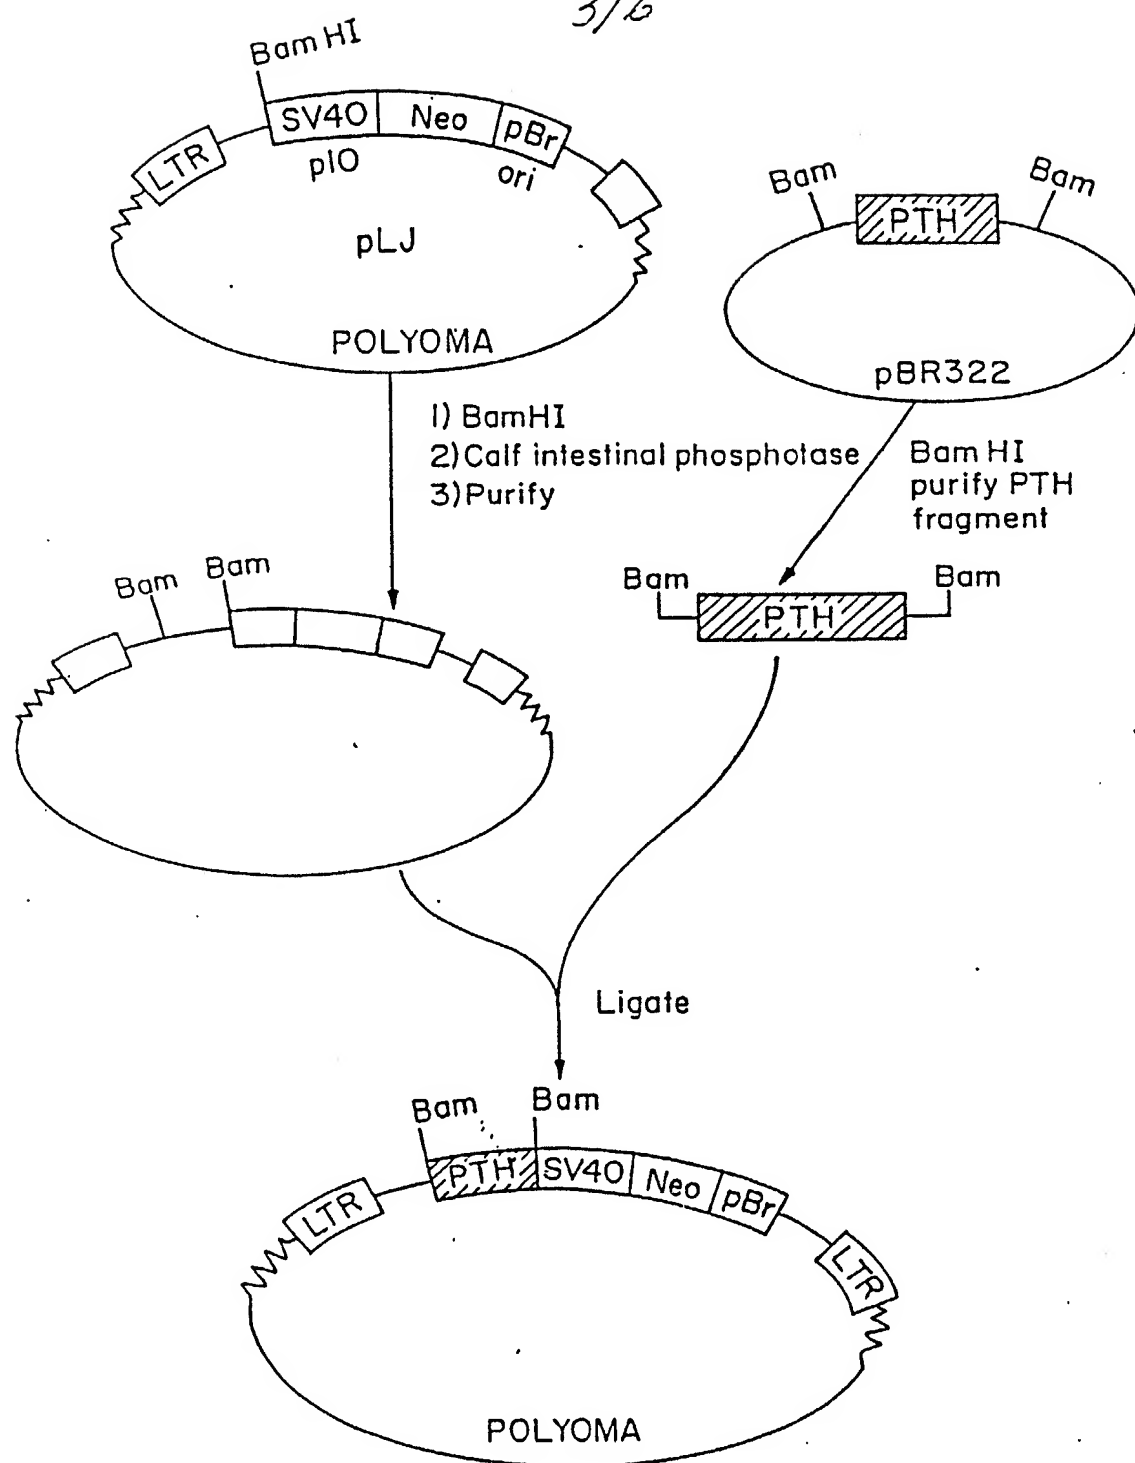 3/6
Bam HI
SV40 Neo pBr
LTR
pIO
ori
pLJ
POLYOMA
Bam
Bam
PTH
pBR322
1) BamHI
2) Calf intestinal phosphotase
3) Purify
Bam HI
purify PTH
fragment
Bam
Bam
Bam
Bam
PTH
Ligate
Bam
Bam
PTH SV40 Neo pBr
LTR
LTR
POLYOMA